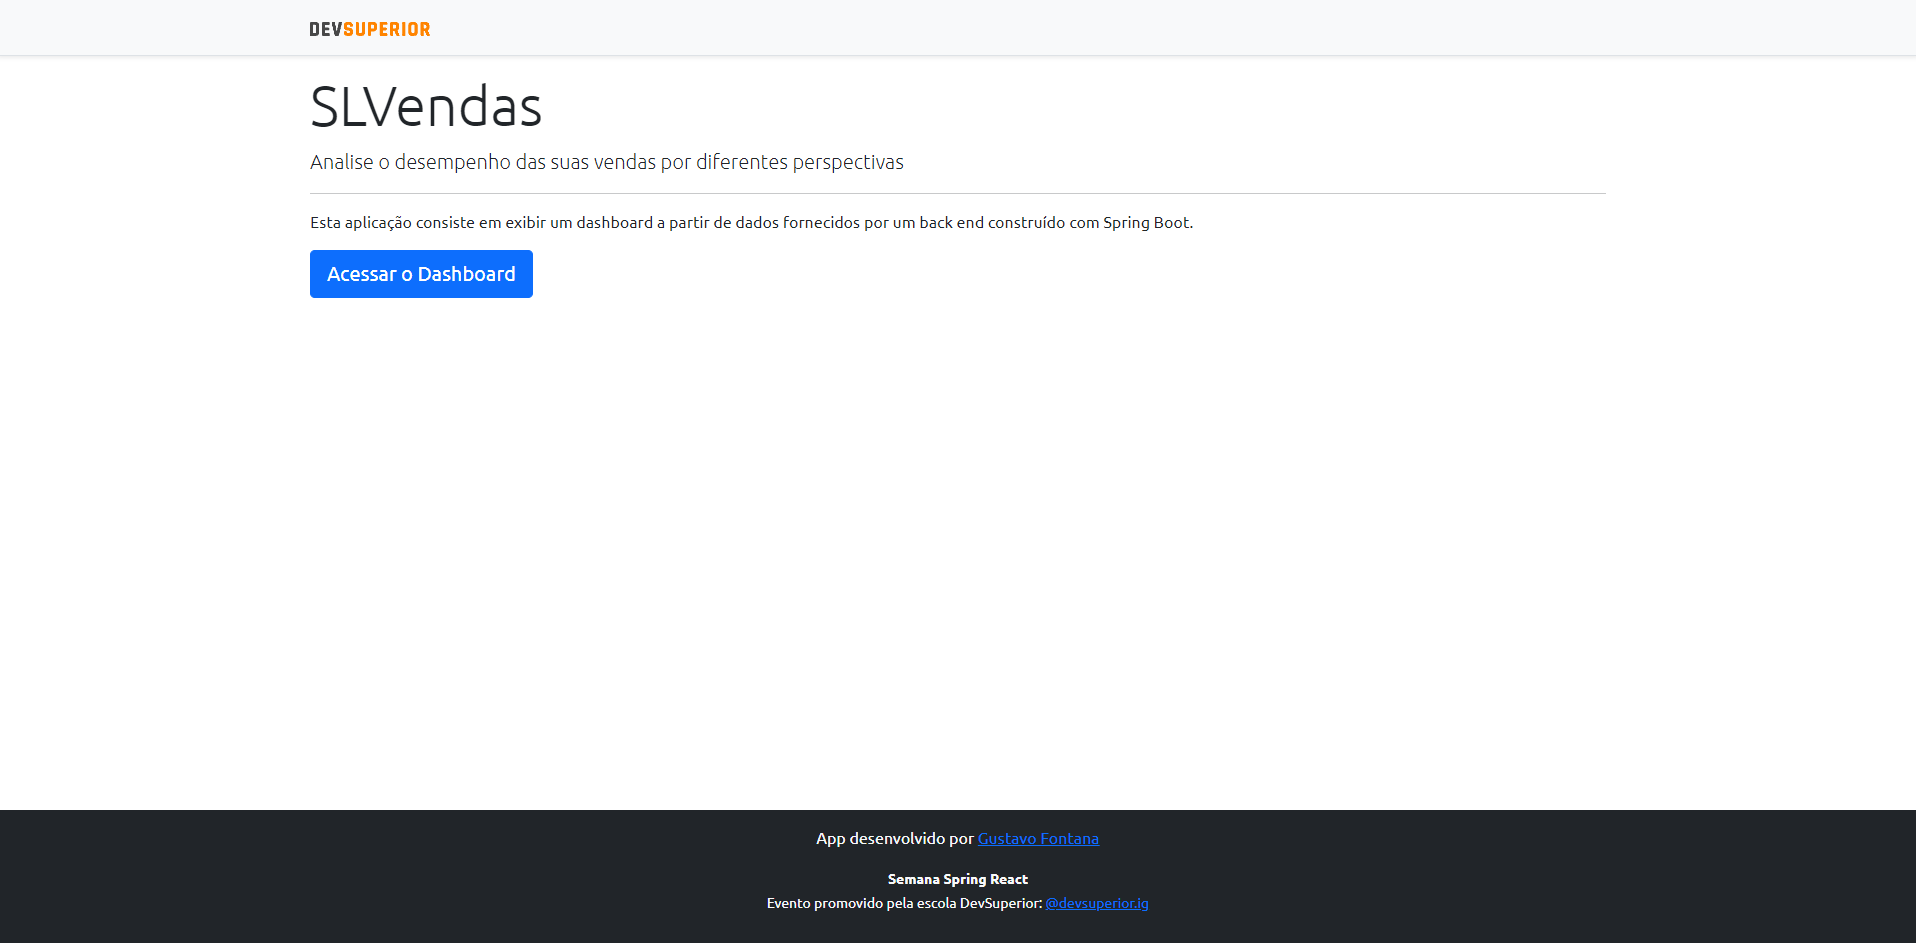 DEVSUPERIOR
SLVendas
Analise o desempenho das suas vendas por diferentes perspectivas
Esta aplicação consiste em exibir um dashboard a partir de dados fornecidos por um back end construído com Spring Boot.
Acessar o Dashboard
App desenvolvido por Gustavo Fontana
Semana Spring React
Evento promovido pela escola DevSuperior: @devsuperior.ig